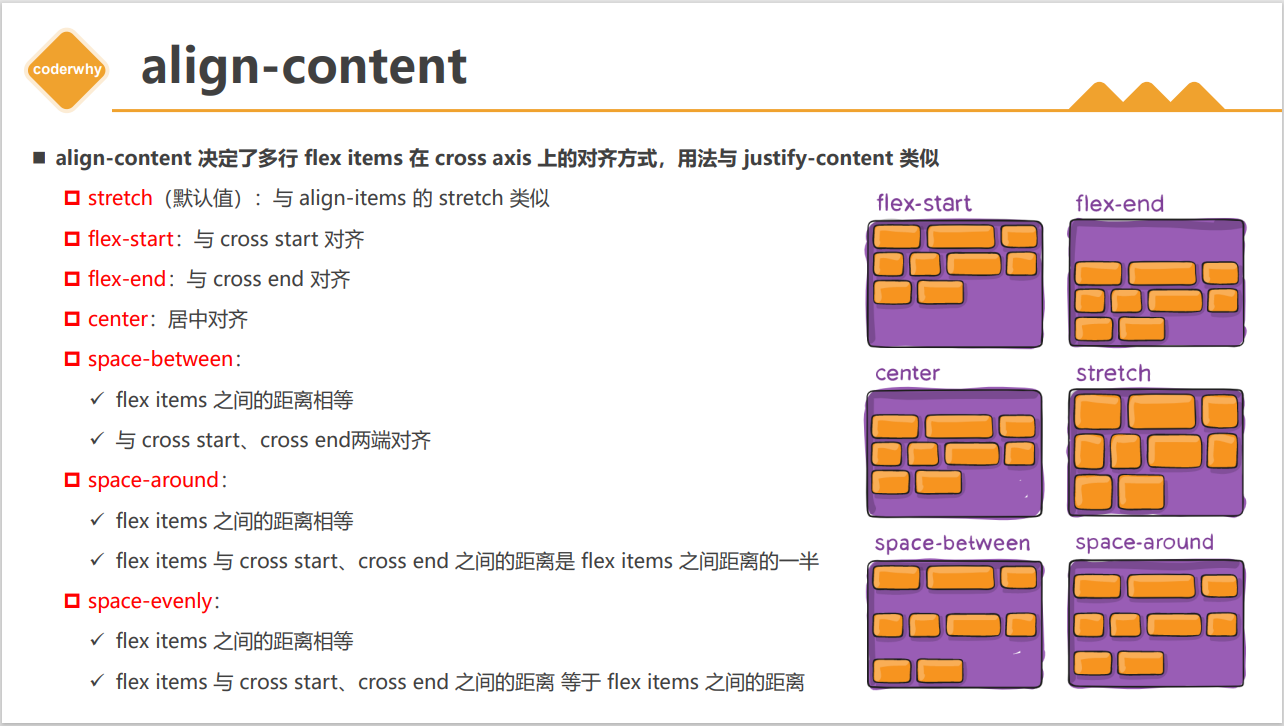 coderwhy
align-content
align-content 决定了多行 flex items 在 cross axis 上的对齐方式，用法与 justify-content 类似
stretch（默认值）：与 align-items 的 stretch 类似
flex-start：与 cross start 对齐
flex-end：与 cross end 对齐
center：居中对齐
space-between：
flex items 之间的距离相等
与 cross start、cross end两端对齐
space-around：
flex items 之间的距离相等
flex items 与 cross start、cross end 之间的距离是 flex items 之间距离的一半
space-evenly：
flex items 之间的距离相等
flex items 与 cross start、cross end 之间的距离 等于 flex items 之间的距离
flex-start
flex-end
center
stretch
space-between
space-around